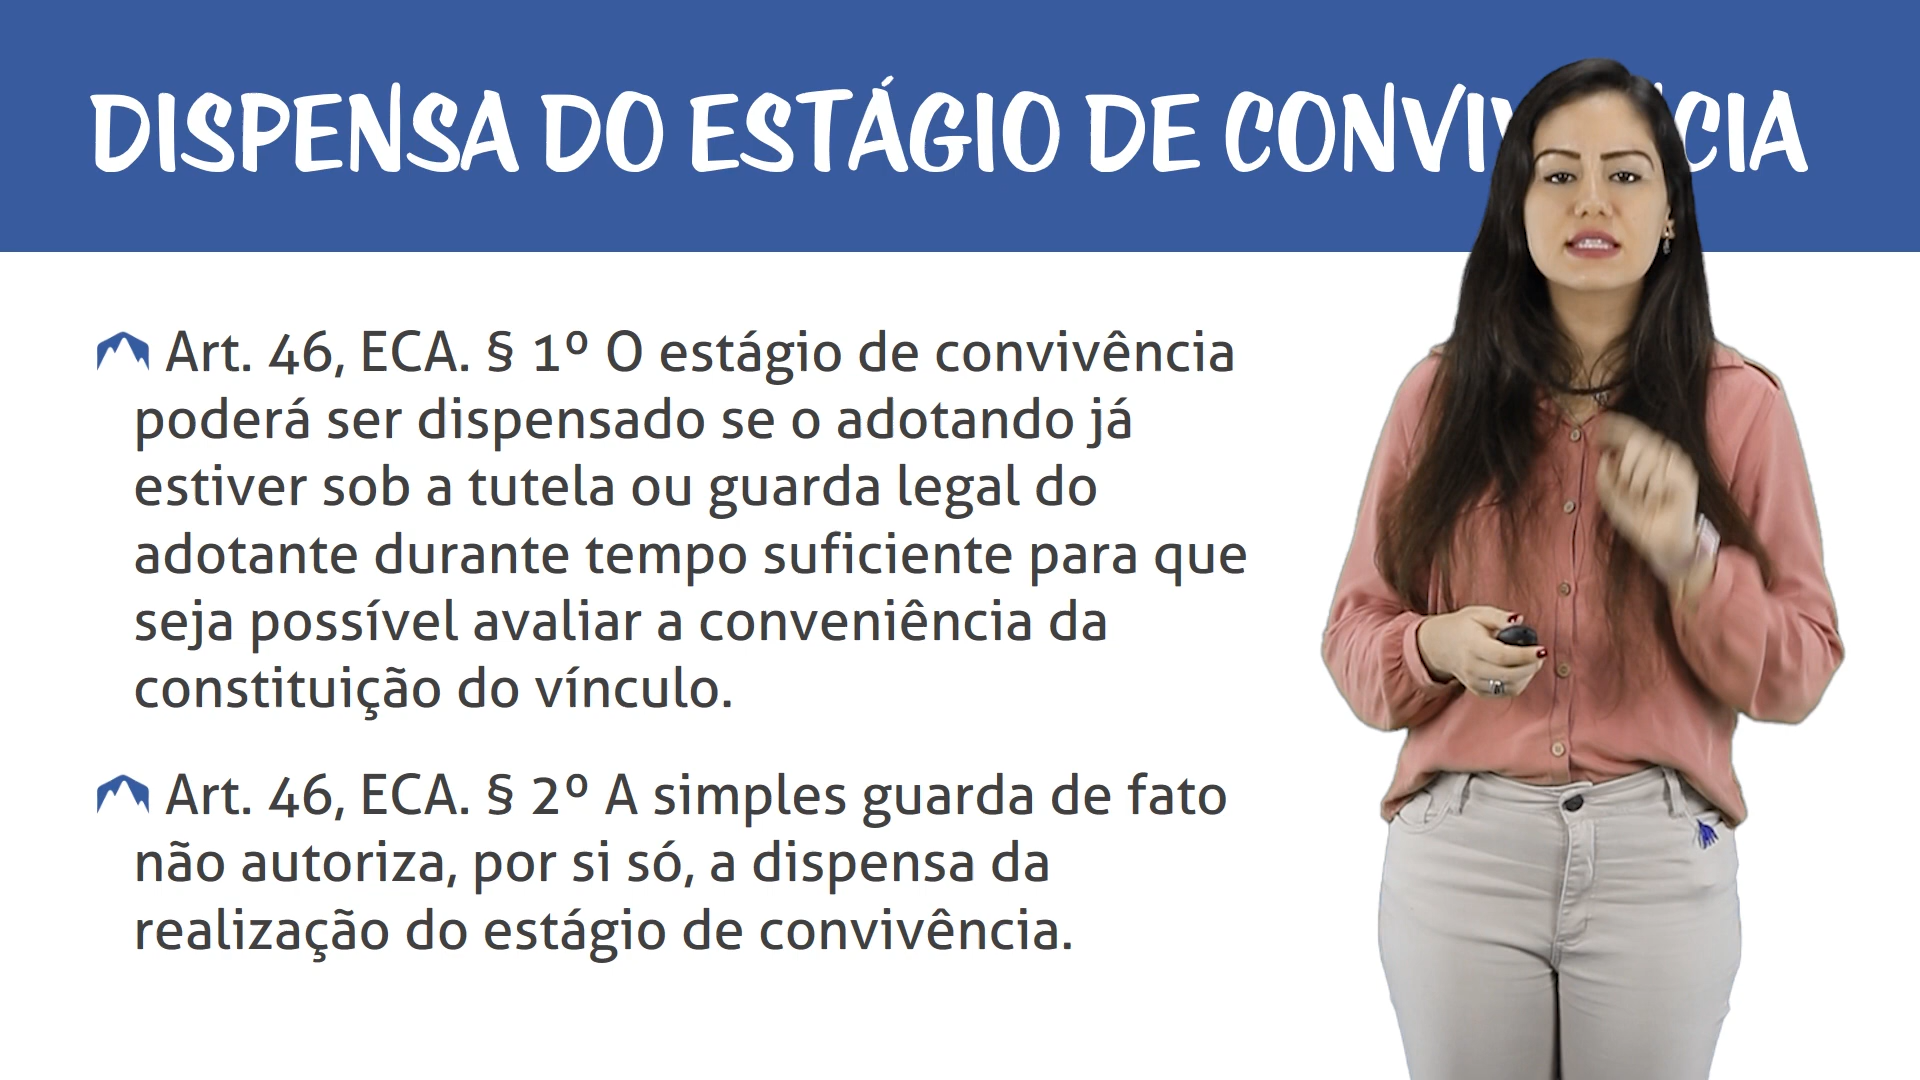 DISPENSA DO ESTÁGIO DE
Art. 46, ECA. § 1º O estágio de convivência
poderá ser dispensado se o adotando já
estiver sob a tutela ou guarda legal do
adotante durante tempo suficiente para que
seja possível avaliar a conveniência da
constituição do vínculo.
Art. 46, ECA. § 2º A simples guarda de fato
não autoriza, por si só, a dispensa da
realização do estágio de convivência.